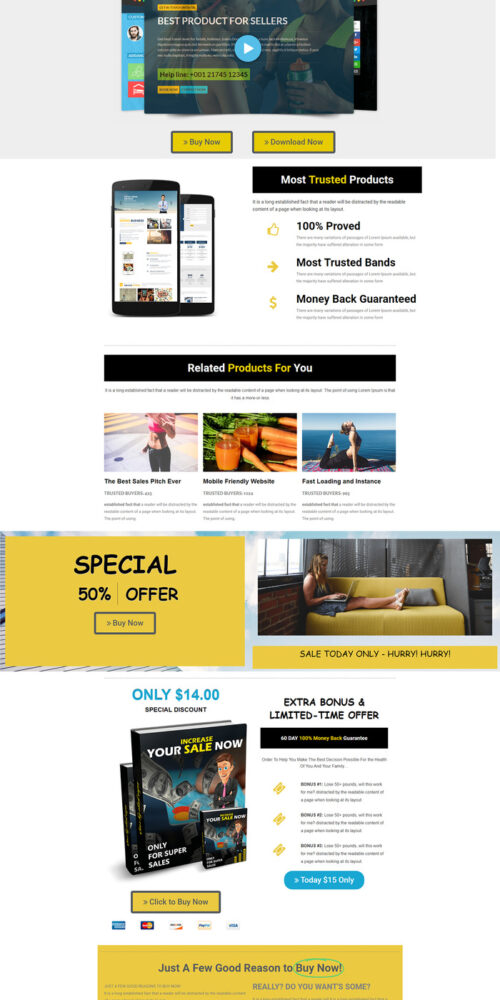 BEST PRODUCT FOR SELLERS
Help line: +001 21745 12345
» Buy Now
» Download Now
Most Trusted Products
It is a long established fact that a reader will be distracted by the readable
content of a page when looking at its layout.
100% Proved
There are many variations of passages of Lorem Ipsum available, but
the majority have suffered alteration in some form
Most Trusted Bands
There are many variations of passages of Lorem Ipsum available, but
the majority have suffered alteration in some form
Money Back Guaranteed
There are many variations of passages of Lorem Ipsum available, but
the majority have suffered alteration in some form
Related Products For You
It is a long established fact that a reader will be distracted by the readable content of a page when looking at its layout. The point of using Lorem Ipsum is that
it has a more-or-less.
The Best Sales Pitch Ever
TRUSTED BUYERS:
established fact that a reader will be distracted by the
readable content of a page when looking at its layout.
The point of using.
Mobile Friendly Website
TRUSTED BUYERS:
established fact that a reader will be distracted by the
readable content of a page when looking at its layout.
The point of using.
Fast Loading and Instance
TRUSTED BUYERS:
established fact that a reader will be distracted by the
readable content of a page when looking at its layout.
The point of using.
SPECIAL
50% OFFER
» Buy Now
SALE TODAY ONLY - HURRY! HURRY!
ONLY $14.00
SPECIAL DISCOUNT
INCREASE
YOUR SALE NOW
ONLY
FOR SUPER
SALES
» Click to Buy Now
EXTRA BONUS &
LIMITED-TIME OFFER
60 DAY 100% Money Back Guarantee
Order To Help You Make The Best Decision Possible For the Health
Of You And Your Family...
BONUS #1: Lose 50+ pounds, will this work
for me? distracted by the readable content of
a page when looking at its layout
BONUS #2: Lose 50+ pounds, will this work
for me? distracted by the readable content of
a page when looking at its layout
BONUS #3: Lose 50+ pounds, will this work
for me? distracted by the readable content of
a page when looking at its layout
» Today $15 Only
PayPal
VISA
Just A Few Good Reason to Buy Now!
JUST A FEW GOOD REASONS TO BUY NOW!
REALLY? DO YOU WANT'S SOME?